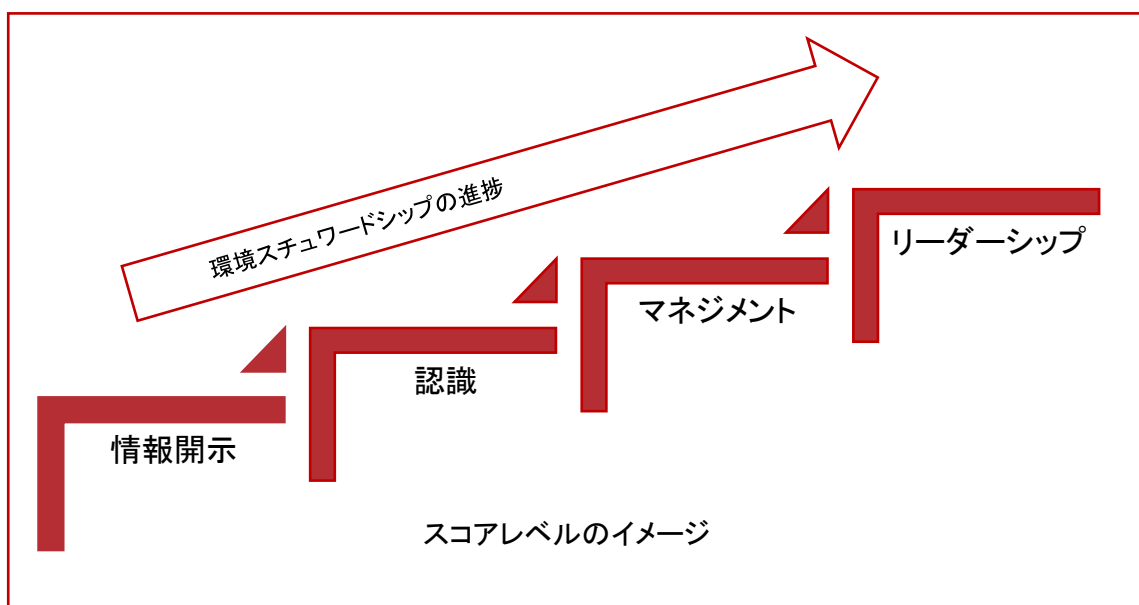 環境スチュワードシップの進捗
リーダーシップ
マネジメント
認識
情報開示
スコアレベルのイメージ